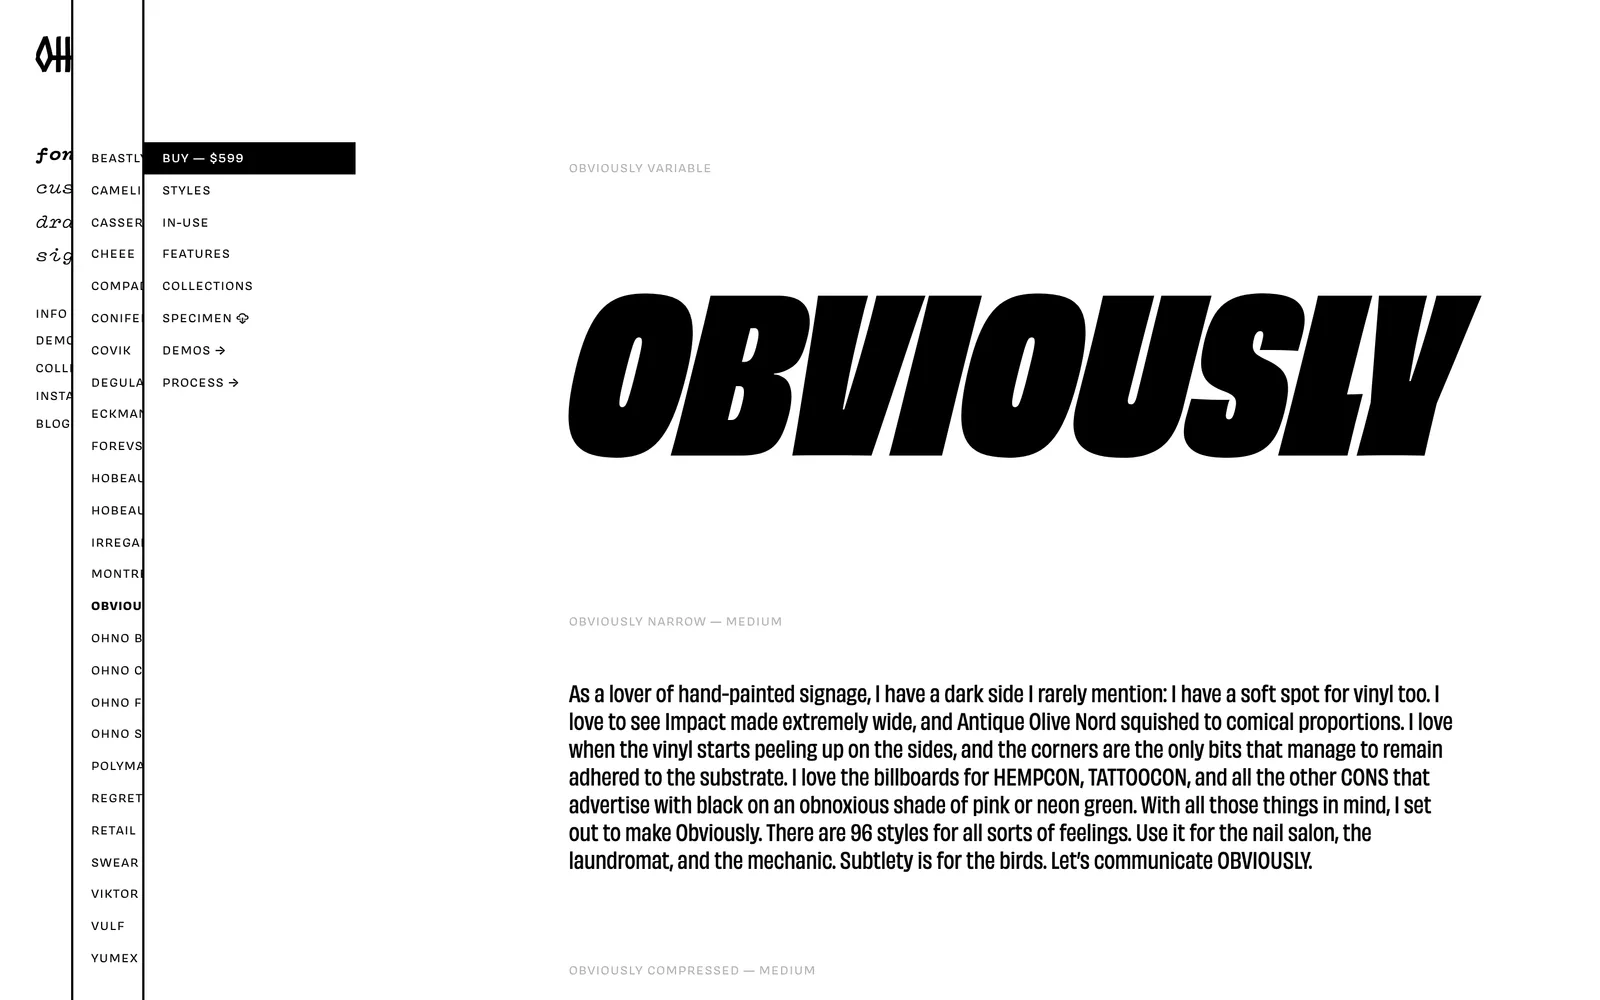 OH
fon
cus
dra
sig
INFO
DEMO
COLL
INSTA
BLOG
BEASTLY
CAMELI
CASSER
CHEEE
COMPAD
CONIFE
COVIK
DEGULA
ECKMAN
FOREVS
HOBEAU
HOBEAU
IRREGA
MONTRE
OBVIOU
OHNO B
OHNO C
OHNO F
OHNO S
POLYMA
REGRET
RETAIL
SWEAR
VIKTOR
VULF
YUMEX
BUY — $599
STYLES
IN-USE
FEATURES
COLLECTIONS
SPECIMEN
DEMOS →
PROCESS →
OBVIOUSLY VARIABLE
OBVIOUSLY
OBVIOUSLY NARROW — MEDIUM
As a lover of hand-painted signage, I have a dark side I rarely mention: I have a soft spot for vinyl too. I
love to see Impact made extremely wide, and Antique Olive Nord squished to comical proportions. I love
when the vinyl starts peeling up on the sides, and the corners are the only bits that manage to remain
adhered to the substrate. I love the billboards for HEMPCON, TATTOOCON, and all the other CONS that
advertise with black on an obnoxious shade of pink or neon green. With all those things in mind, I set
out to make Obviously. There are 96 styles for all sorts of feelings. Use it for the nail salon, the
laundromat, and the mechanic. Subtlety is for the birds. Let’s communicate OBVIOUSLY.
OBVIOUSLY COMPRESSED — MEDIUM